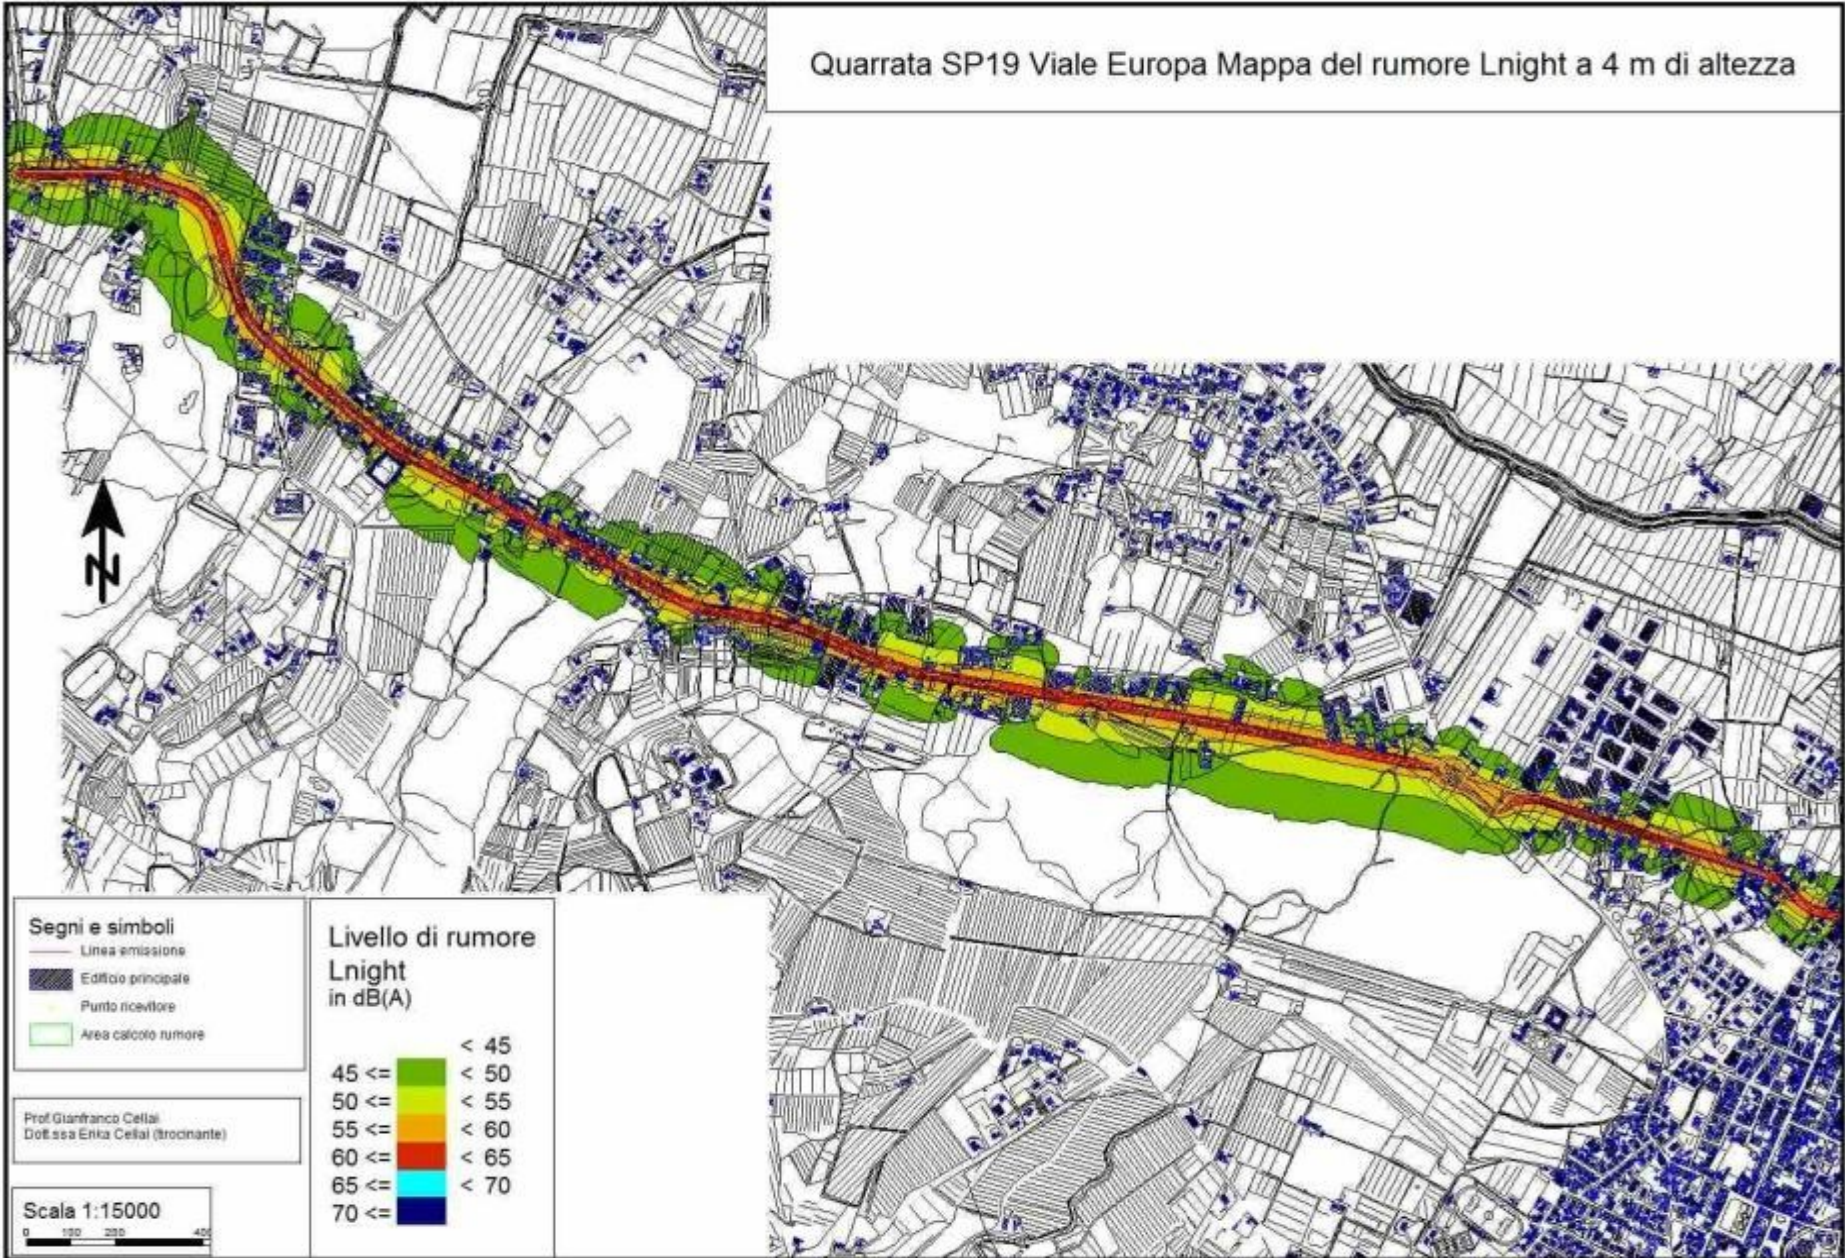 Quarrata SP19 Viale Europa Mappa del rumore Lnight a 4 m di altezza
N
Segni e simboli
Linea emissione
Edificio principale
Punto ricevitore
Area calcolo rumore
Prof.Gianfranco Cellai
Dott.ssa Erika Cellai (tirocinante)
Scala 1:15000
0 100 200 400
Livello di rumore
Lnight
in dB(A)
< 45
45 <= < 50
50 <= < 55
55 <= < 60
60 <= < 65
65 <= < 70
70 <=